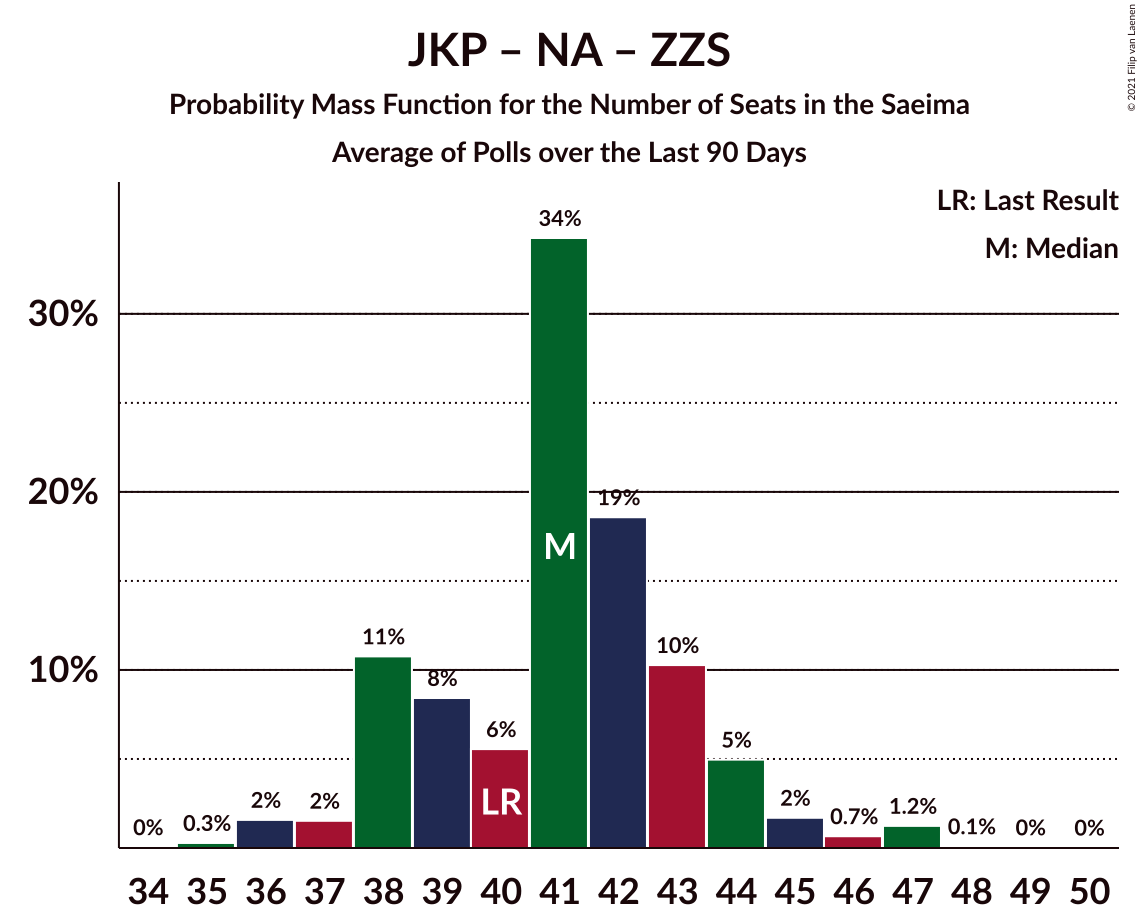 JKP – NA – ZZS
Probability Mass Function for the Number of Seats in the Saeima
Average of Polls over the Last 90 Days
© 2021 Filip van Laenen
LR: Last Result
M: Median
30%
20%
10%
0%
0.3%
2%
2%
11%
8%
6%
34%
19%
10%
5%
2%
0.7%
1.2%
0.1%
0%
0%
M
LR
34 35 36 37 38 39 40 41 42 43 44 45 46 47 48 49 50